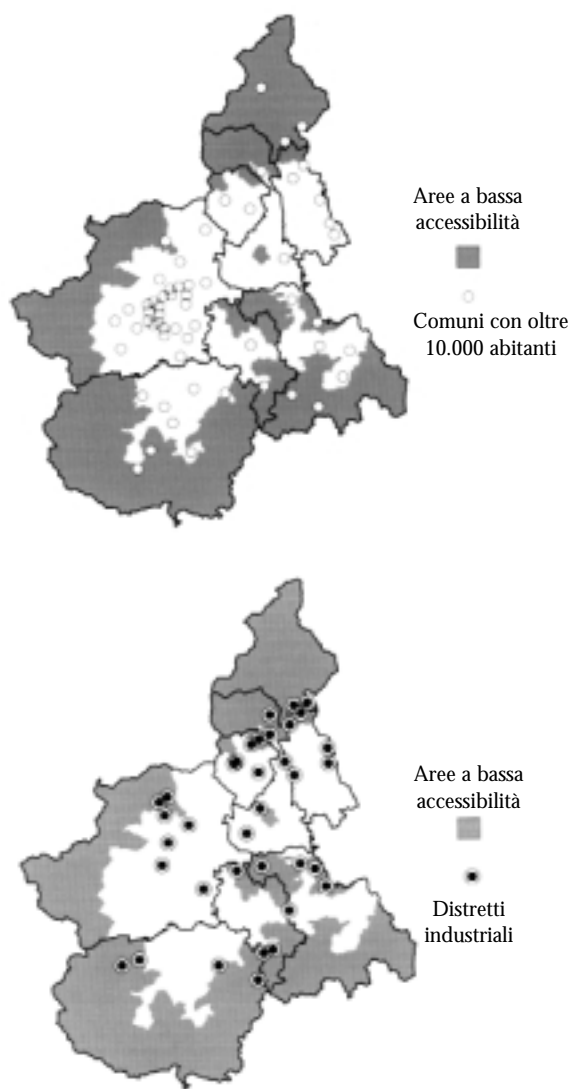 Aree a bassa
accessibilità
Comuni con oltre
10.000 abitanti
Aree a bassa
accessibilità
Distretti
industriali